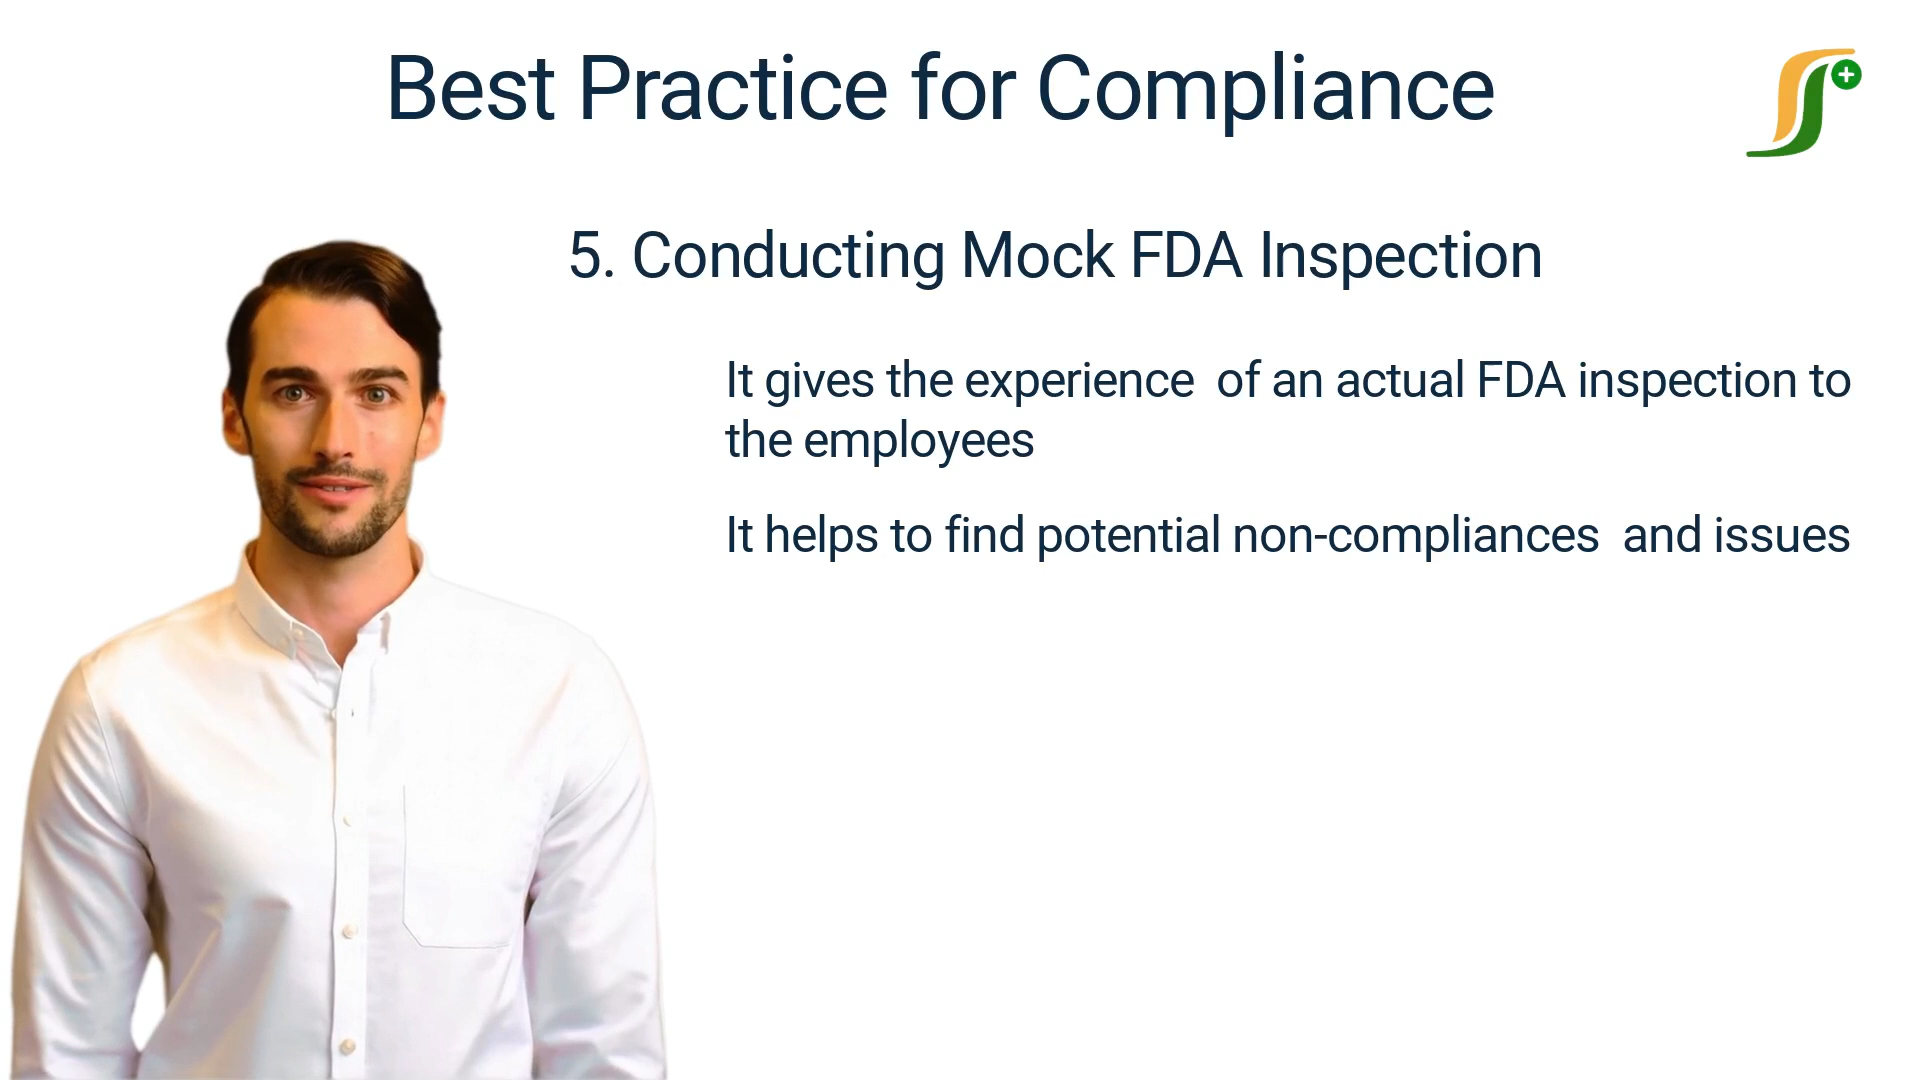 Best Practice for Compliance
5. Conducting Mock FDA Inspection
It gives the experience  of an actual FDA inspection to
the employees
It helps to find potential non-compliances  and issues